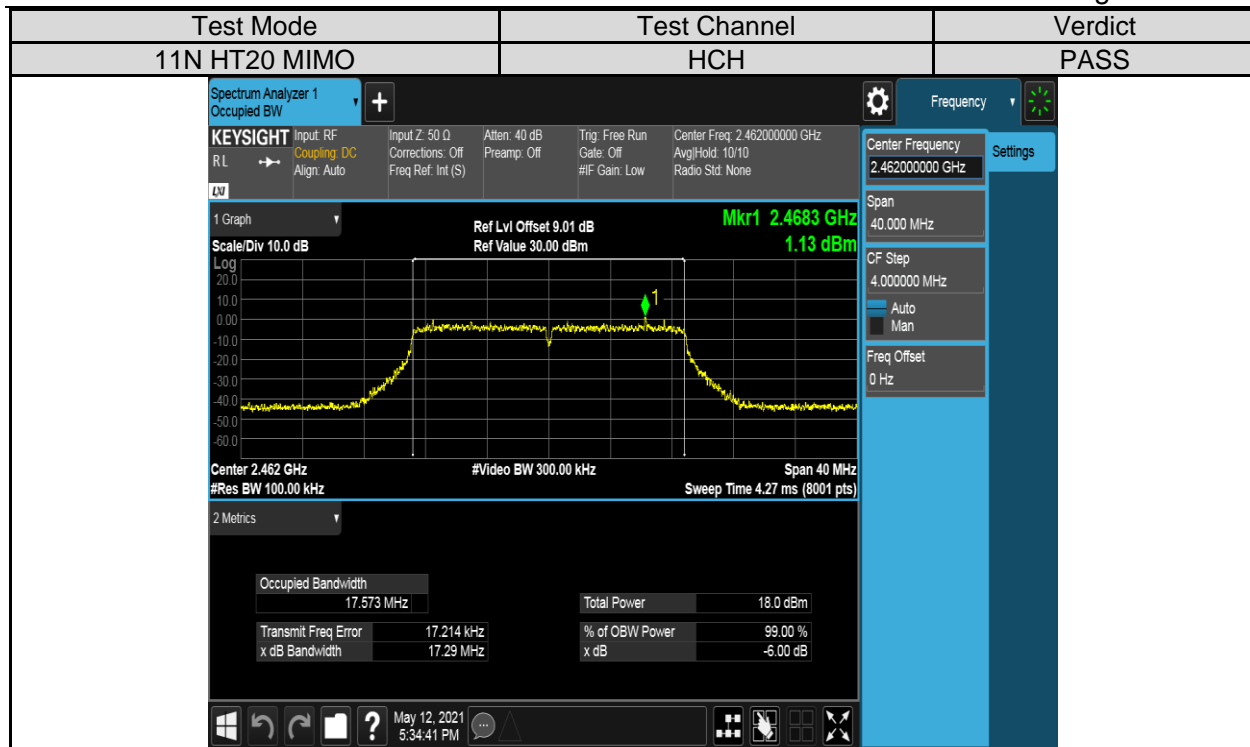 Test Mode Test Channel Verdict
11N HT20 MIMO HCH PASS
Spectrum Analyzer 1
Occupied BW
+
Frequency
KEYSIGHT
RL
LXI
Input: RF
Coupling: DC
Align: Auto
Input Z: 50 Ω
Corrections: Off
Freq Ref: Int (S)
Atten: 40 dB
Preamp: Off
Trig: Free Run
Gate: Off
#IF Gain: Low
Center Freq: 2.462000000 GHz
Avg|Hold: 10/10
Radio Std: None
Center Frequency
2.462000000 GHz
Settings
Span
40.000 MHz
CF Step
4.000000 MHz
Auto
Man
Freq Offset
0 Hz
1 Graph
Scale/Div 10.0 dB
Ref Lvl Offset 9.01 dB
Ref Value 30.00 dBm
Mkr1 2.4683 GHz
1.13 dBm
Log
20.0
10.0
0.00
-10.0
-20.0
-30.0
-40.0
-50.0
-60.0
1
Center 2.462 GHz #Video BW 300.00 kHz Span 40 MHz
#Res BW 100.00 kHz Sweep Time 4.27 ms (8001 pts)
2 Metrics
Occupied Bandwidth
17.573 MHz
Total Power 18.0 dBm
Transmit Freq Error 17.214 kHz
% of OBW Power 99.00 %
x dB Bandwidth 17.29 MHz
x dB -6.00 dB
?
May 12, 2021
5:34:41 PM